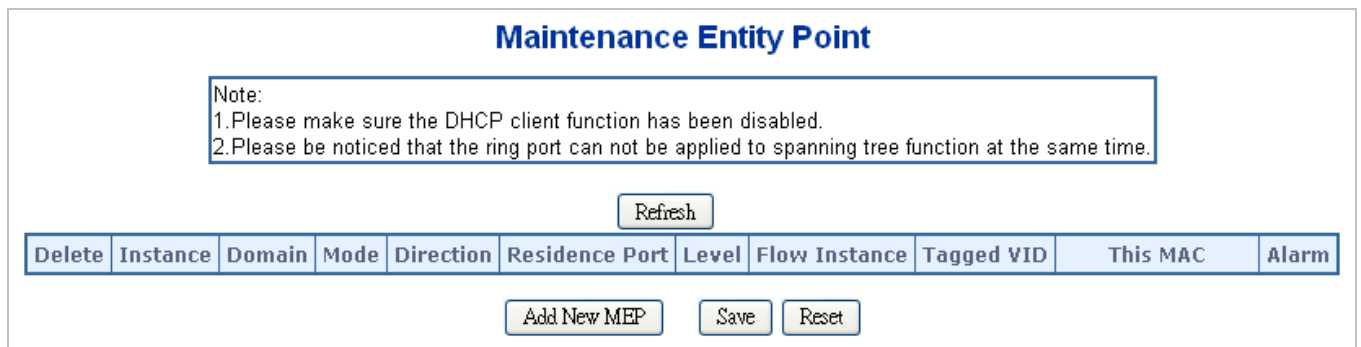 Maintenance Entity Point
Note:
1.Please make sure the DHCP client function has been disabled.
2.Please be noticed that the ring port can not be applied to spanning tree function at the same time.
Refresh
Delete Instance Domain Mode Direction Residence Port Level Flow Instance Tagged VID This MAC Alarm
Add New MEP Save Reset